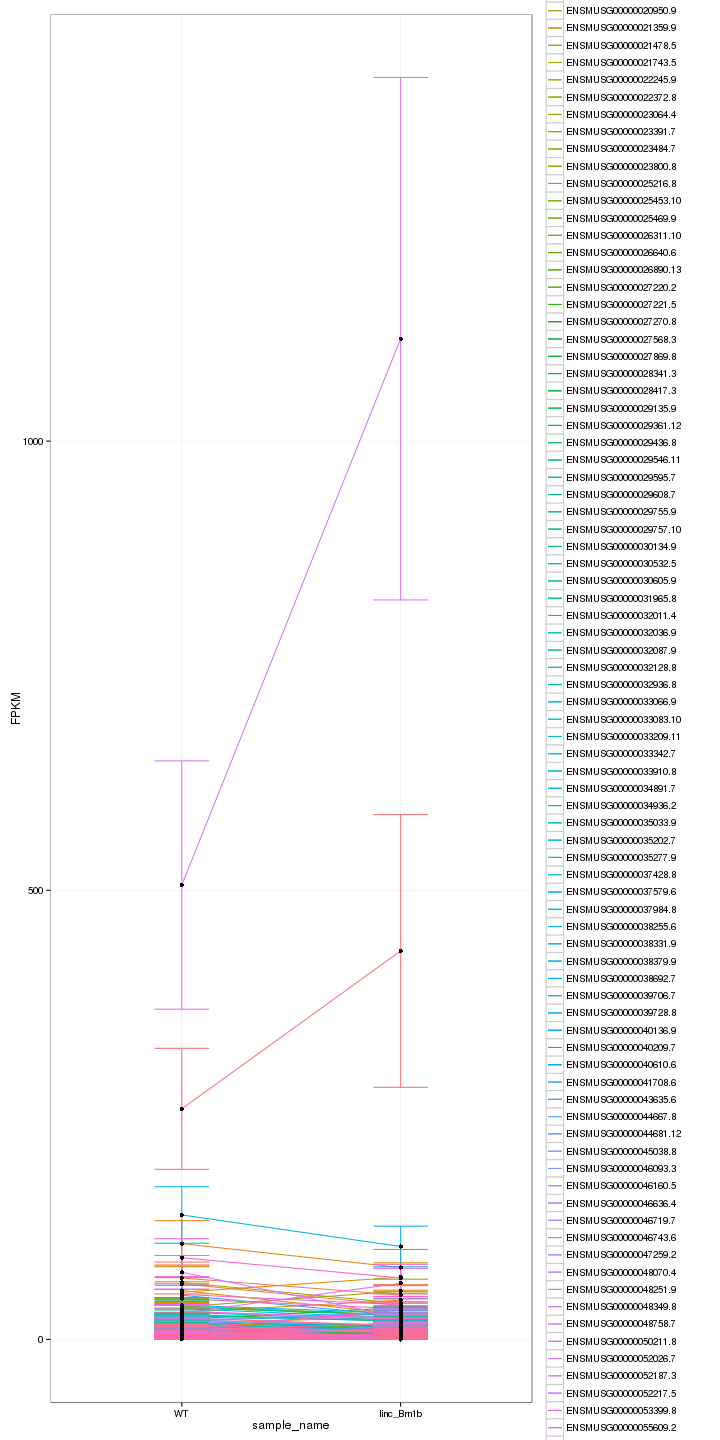 FPKM
1000
500
0
WT
linc_Brn1b
sample_name
ENSMUSG00000020950.9
ENSMUSG00000021359.9
ENSMUSG00000021478.5
ENSMUSG00000021743.5
ENSMUSG00000022245.9
ENSMUSG00000022372.8
ENSMUSG00000023064.4
ENSMUSG00000023391.7
ENSMUSG00000023484.7
ENSMUSG00000023800.8
ENSMUSG00000025216.8
ENSMUSG00000025453.10
ENSMUSG00000025469.9
ENSMUSG00000026311.10
ENSMUSG00000026640.6
ENSMUSG00000026890.13
ENSMUSG00000027220.2
ENSMUSG00000027221.5
ENSMUSG00000027270.8
ENSMUSG00000027568.3
ENSMUSG00000027869.8
ENSMUSG00000028341.3
ENSMUSG00000028417.3
ENSMUSG00000029135.9
ENSMUSG00000029361.12
ENSMUSG00000029436.8
ENSMUSG00000029546.11
ENSMUSG00000029595.7
ENSMUSG00000029608.7
ENSMUSG00000029755.9
ENSMUSG00000029757.10
ENSMUSG00000030134.9
ENSMUSG00000030532.5
ENSMUSG00000030605.9
ENSMUSG00000031965.8
ENSMUSG00000032011.4
ENSMUSG00000032036.9
ENSMUSG00000032087.9
ENSMUSG00000032128.8
ENSMUSG00000032936.8
ENSMUSG00000033066.9
ENSMUSG00000033083.10
ENSMUSG00000033209.11
ENSMUSG00000033342.7
ENSMUSG00000033910.8
ENSMUSG00000034891.7
ENSMUSG00000034936.2
ENSMUSG00000035033.9
ENSMUSG00000035202.7
ENSMUSG00000035277.9
ENSMUSG00000037428.8
ENSMUSG00000037579.6
ENSMUSG00000037984.8
ENSMUSG00000038255.6
ENSMUSG00000038331.9
ENSMUSG00000038379.9
ENSMUSG00000038692.7
ENSMUSG00000039706.7
ENSMUSG00000039728.8
ENSMUSG00000040136.9
ENSMUSG00000040209.7
ENSMUSG00000040610.6
ENSMUSG00000041708.6
ENSMUSG00000043635.6
ENSMUSG00000044667.8
ENSMUSG00000044681.12
ENSMUSG00000045038.8
ENSMUSG00000046093.3
ENSMUSG00000046160.5
ENSMUSG00000046636.4
ENSMUSG00000046719.7
ENSMUSG00000046743.6
ENSMUSG00000047259.2
ENSMUSG00000048070.4
ENSMUSG00000048251.9
ENSMUSG00000048349.8
ENSMUSG00000048758.7
ENSMUSG00000050211.8
ENSMUSG00000052026.7
ENSMUSG00000052187.3
ENSMUSG00000052217.5
ENSMUSG00000053399.8
ENSMUSG00000055609.2